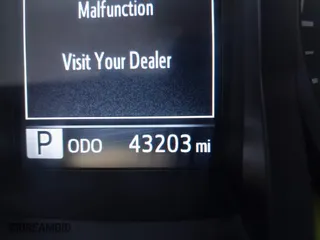 Malfunction
Visit Your Dealer
P ODO 43203 mi